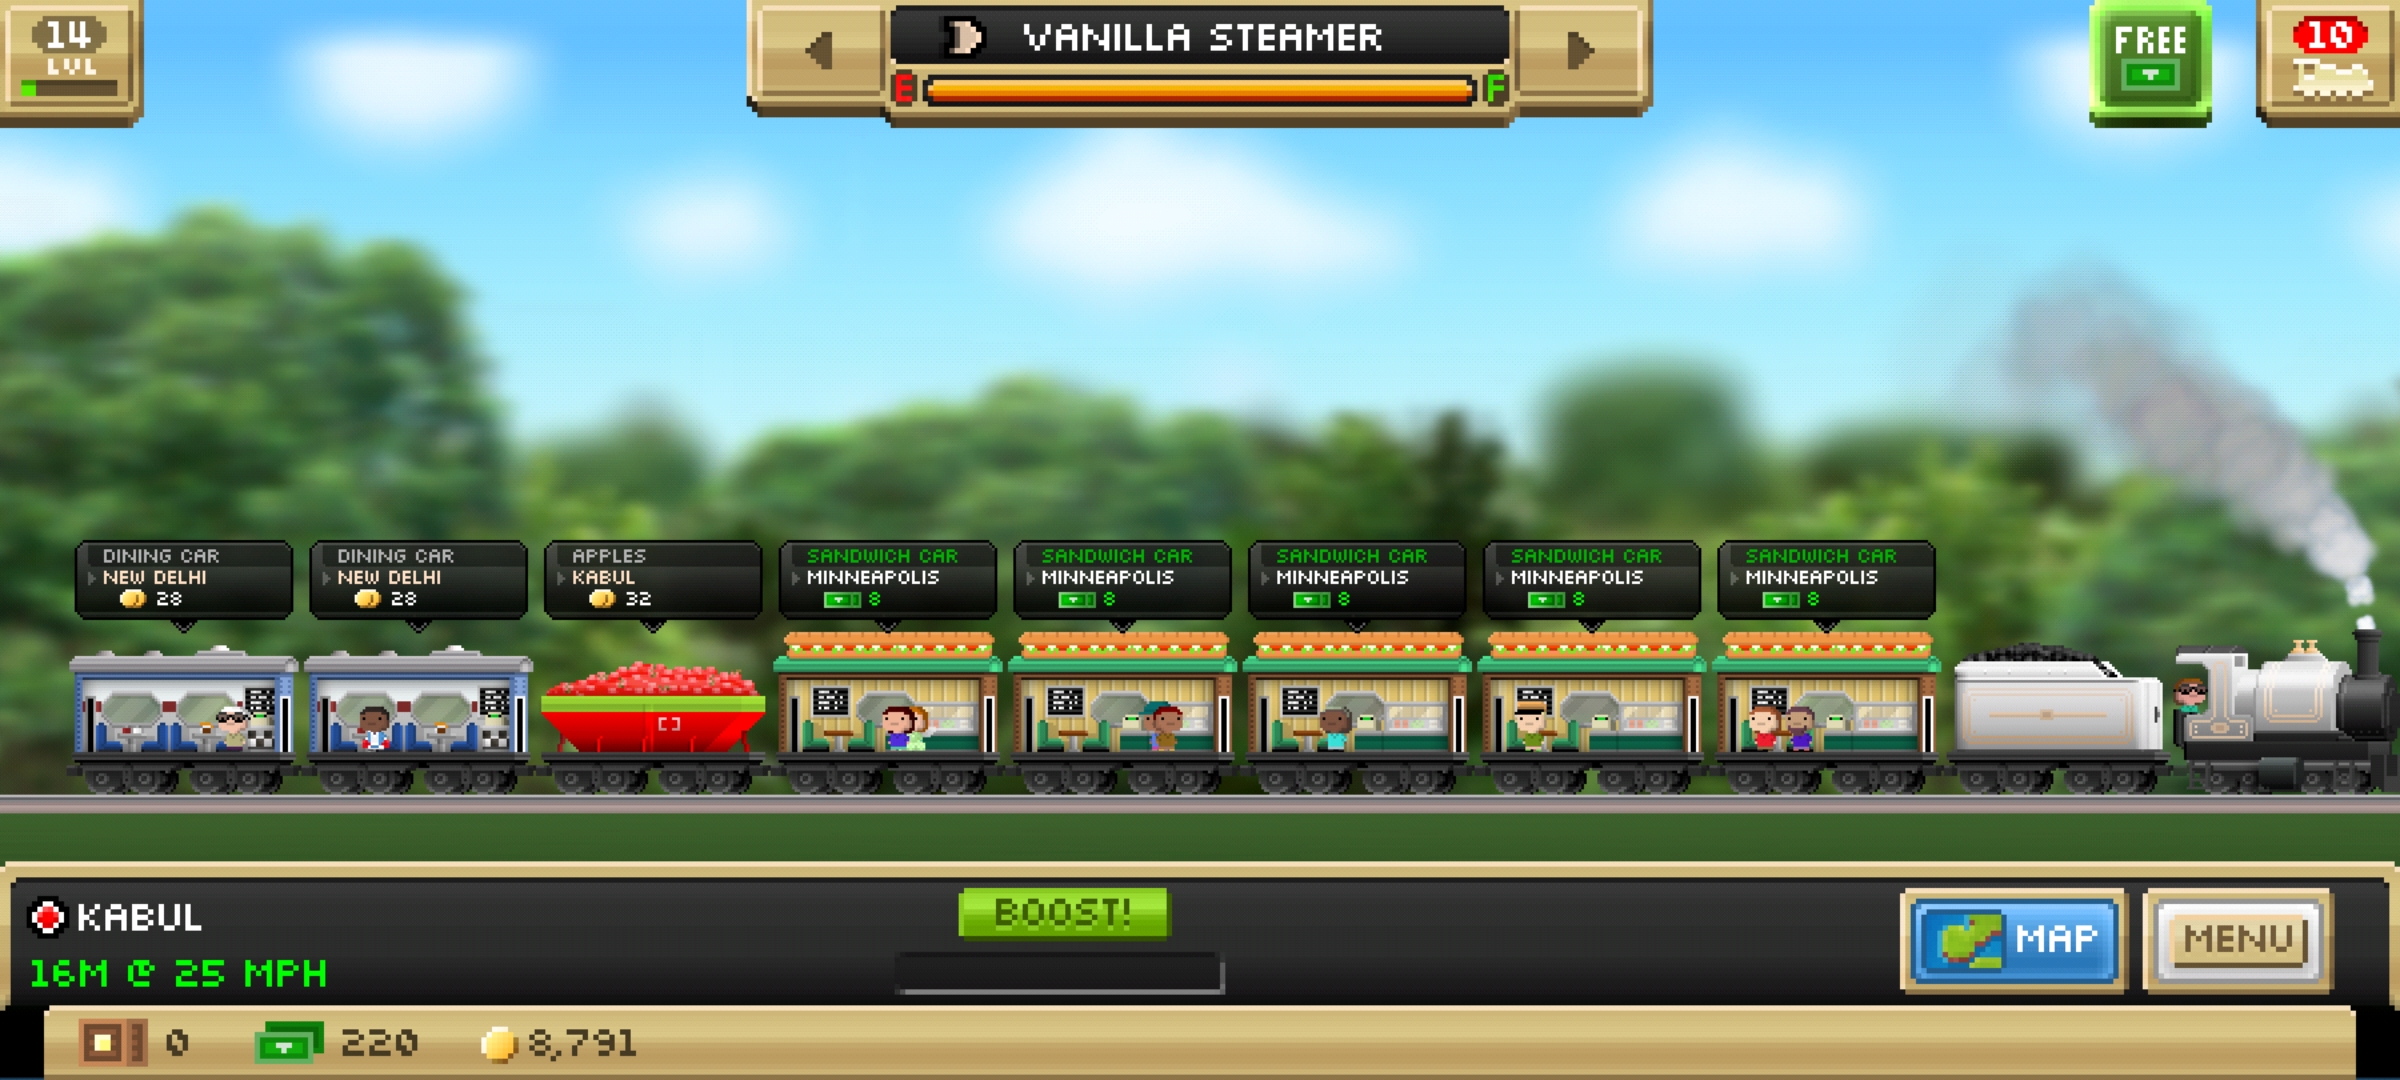 14
LVL
VANILLA STEAMER
E
F
FREE
10
DINING CAR
NEW DELHI
28
DINING CAR
NEW DELHI
28
APPLES
KABUL
32
SANDWICH CAR
MINNEAPOLIS
8
SANDWICH CAR
MINNEAPOLIS
8
SANDWICH CAR
MINNEAPOLIS
8
SANDWICH CAR
MINNEAPOLIS
8
SANDWICH CAR
MINNEAPOLIS
8
KABUL
16M @ 25 MPH
BOOST!
MAP
MENU
0
220
8,791